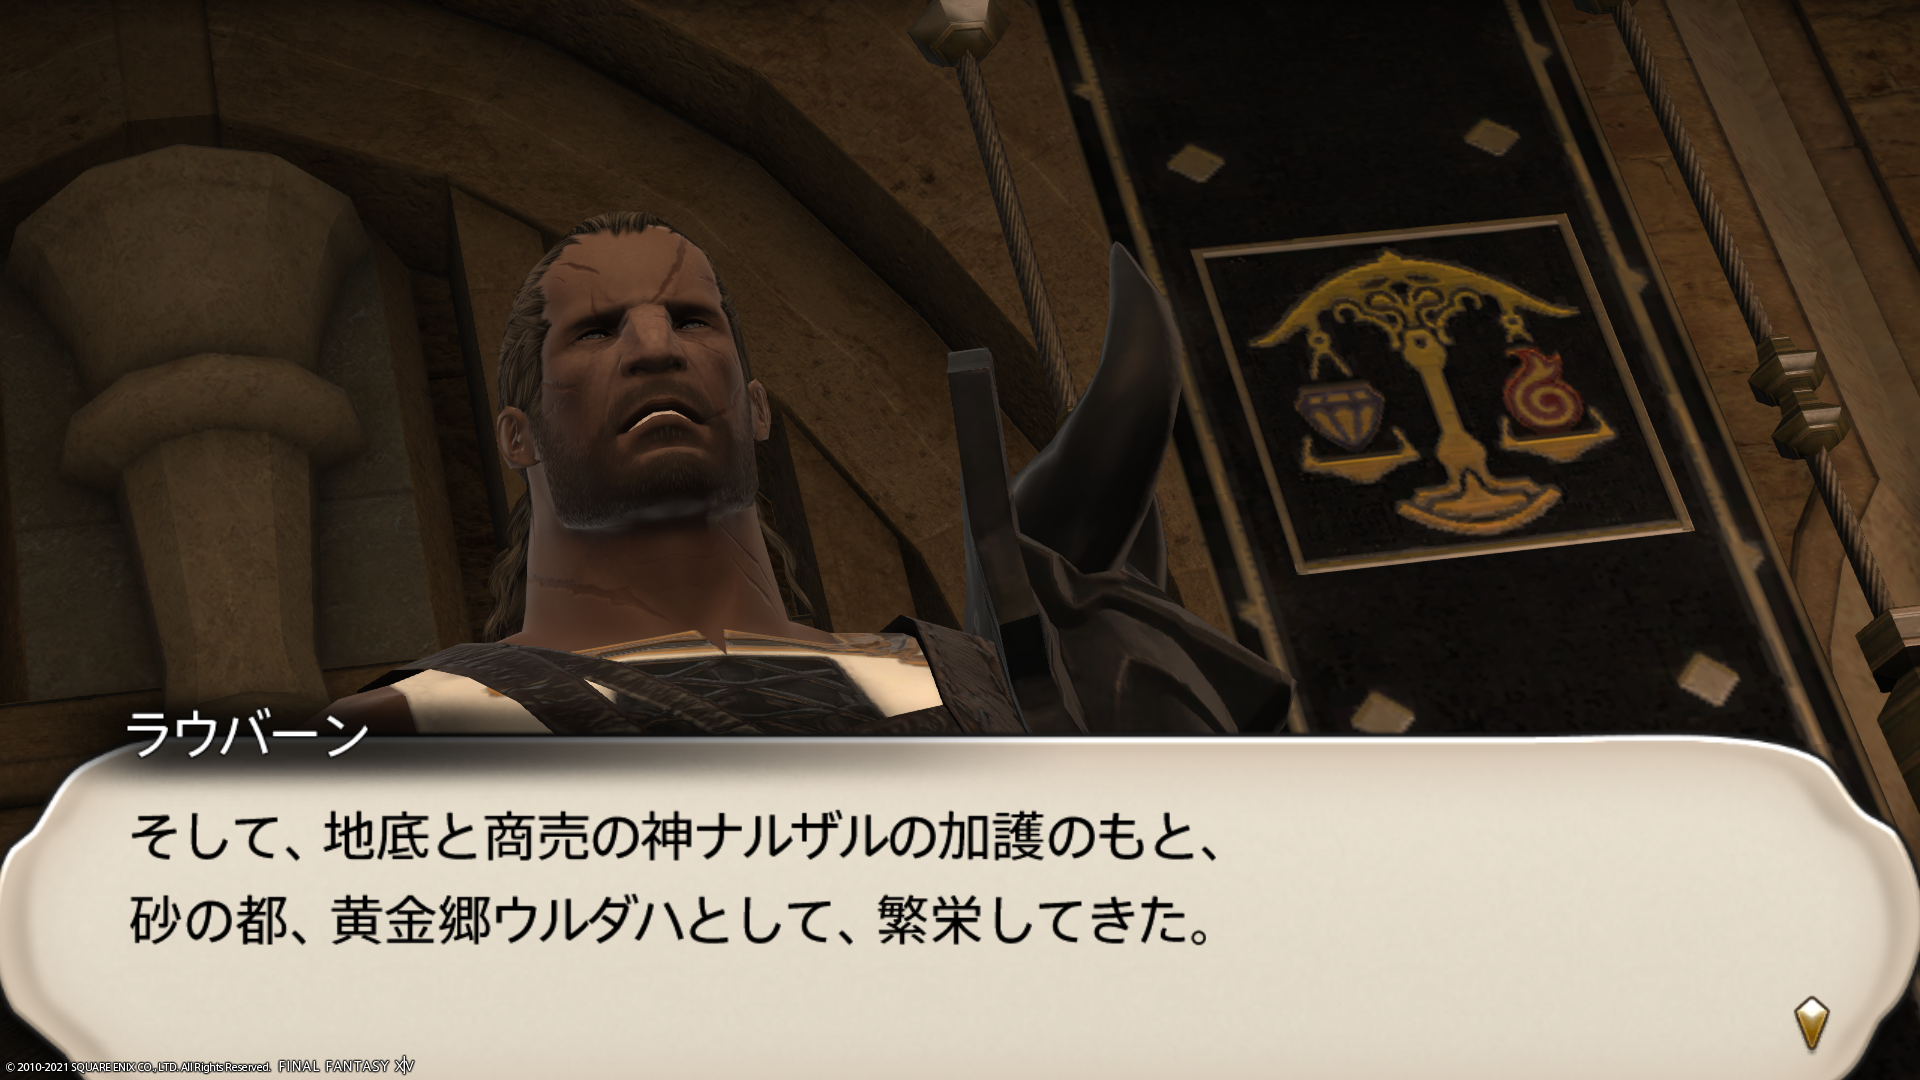 ラウバーン
そして、地底と商売の神ナルザルの加護のもと、
砂の都、黄金郷ウルダハとして、繁栄してきた。
© 2010-2021 SQUARE ENIX CO., LTD. All Rights Reserved. FINAL FANTASY XIV